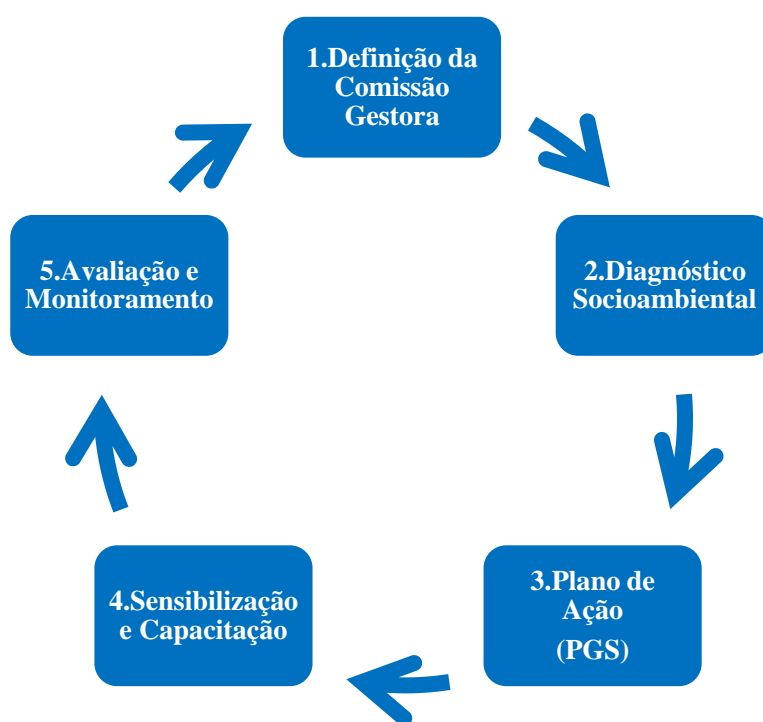 1.Definição da
Comissão
Gestora
2.Diagnóstico
Socioambiental
3.Plano de
Ação
(PGS)
4.Sensibilização
e Capacitação
5.Avaliação e
Monitoramento